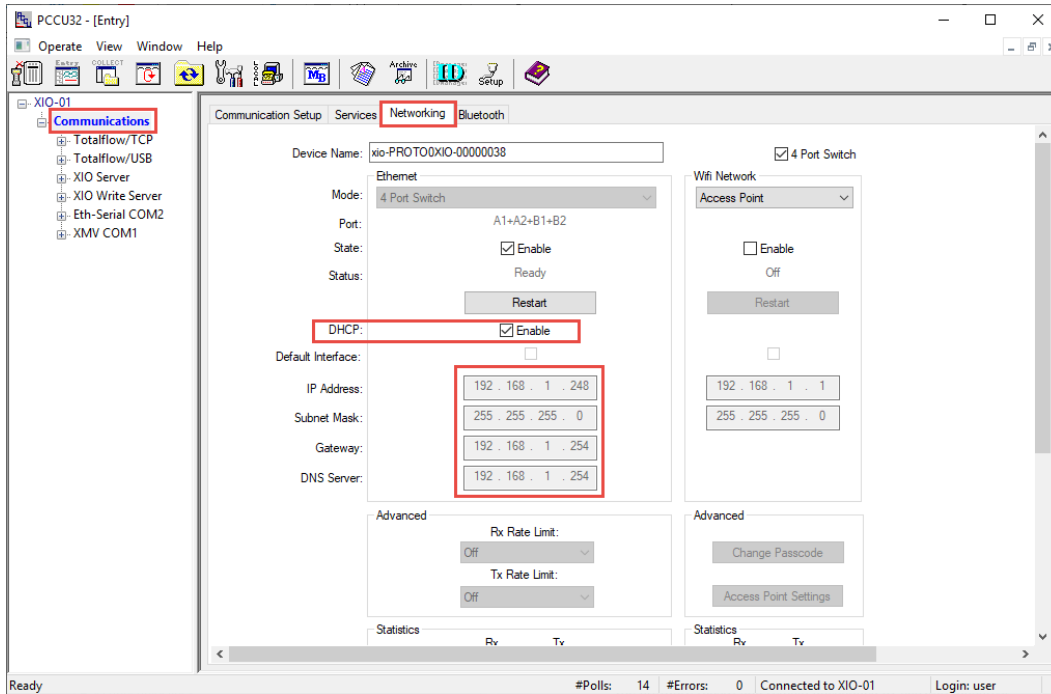 PCCU32 - [Entry]
Operate View Window Help
Entry
COLLECT
MB
Archive
ID
Setup
XIO-01
Communications
Totalflow/TCP
Totalflow/USB
XIO Server
XIO Write Server
Eth-Serial COM2
XMV COM1
Communication Setup Services Networking Bluetooth
Device Name: xio-PROTO0XIO-00000038 4 Port Switch
Ethernet Wifi Network
Mode: 4 Port Switch Access Point
Port: A1+A2+B1+B2
State: Enable Enable
Status: Ready Off
Restart Restart
DHCP: Enable
Default Interface:
IP Address: 192 . 168 . 1 . 248 192 . 168 . 1 . 1
Subnet Mask: 255 . 255 . 255 . 0 255 . 255 . 255 . 0
Gateway: 192 . 168 . 1 . 254
DNS Server: 192 . 168 . 1 . 254
Advanced Advanced
Rx Rate Limit:
Off Change Passcode
Tx Rate Limit:
Off Access Point Settings
Statistics Statistics
Rx Tx Rx Tx
Ready #Polls: 14 #Errors: 0 Connected to XIO-01 Login: user